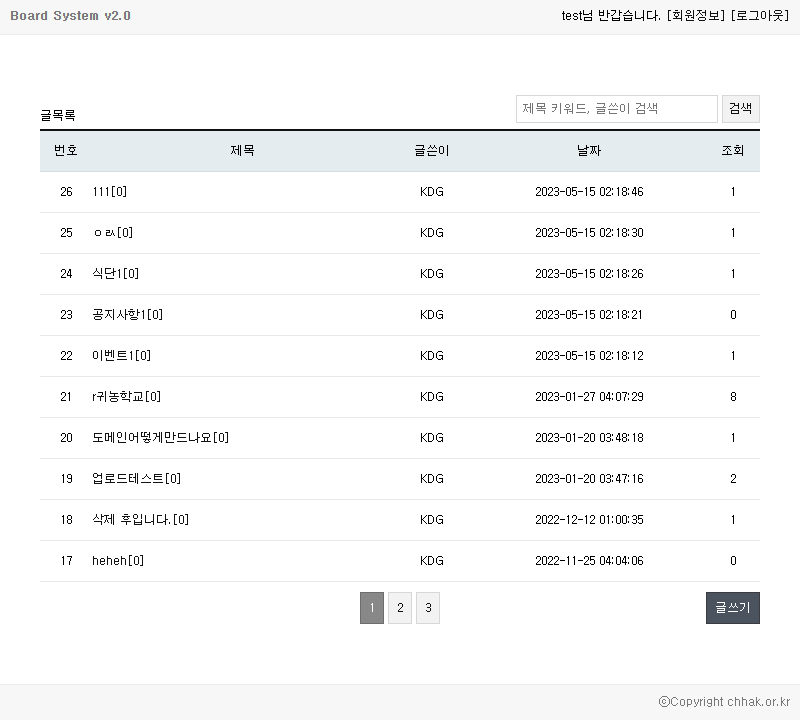 Board System v2.0 test님 반갑습니다. [회원정보] [로그아웃]
글목록 제목 키워드, 글쓴이 검색 검색
번호 제목 글쓴이 날짜 조회
26 111[0] KDG 2023-05-15 02:18:46 1
25 ㅇㄻ[0] KDG 2023-05-15 02:18:30 1
24 식단1[0] KDG 2023-05-15 02:18:26 1
23 공지사항1[0] KDG 2023-05-15 02:18:21 0
22 이벤트1[0] KDG 2023-05-15 02:18:12 1
21 r귀농학교[0] KDG 2023-01-27 04:07:29 8
20 도메인어떻게만드나요[0] KDG 2023-01-20 03:48:18 1
19 업로드테스트[0] KDG 2023-01-20 03:47:16 2
18 삭제 후입니다.[0] KDG 2022-12-12 01:00:35 1
17 heheh[0] KDG 2022-11-25 04:04:06 0
1 2 3 글쓰기
ⓒCopyright chhak.or.kr